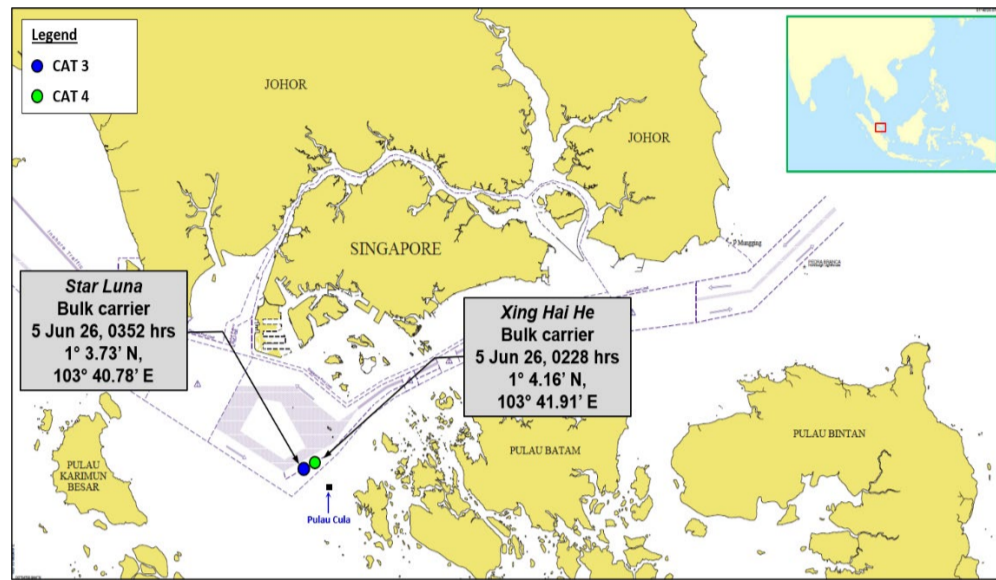 Legend
CAT 3
CAT 4
JOHOR
JOHOR
SINGAPORE
Star Luna
Bulk carrier
5 Jun 26, 0352 hrs
1° 3.73’ N,
103° 40.78’ E
Xing Hai He
Bulk carrier
5 Jun 26, 0228 hrs
1° 4.16’ N,
103° 41.91’ E
PULAU
KARIMUN
BESAR
PULAU BATAM
PULAU BINTAN
Pulau Cula